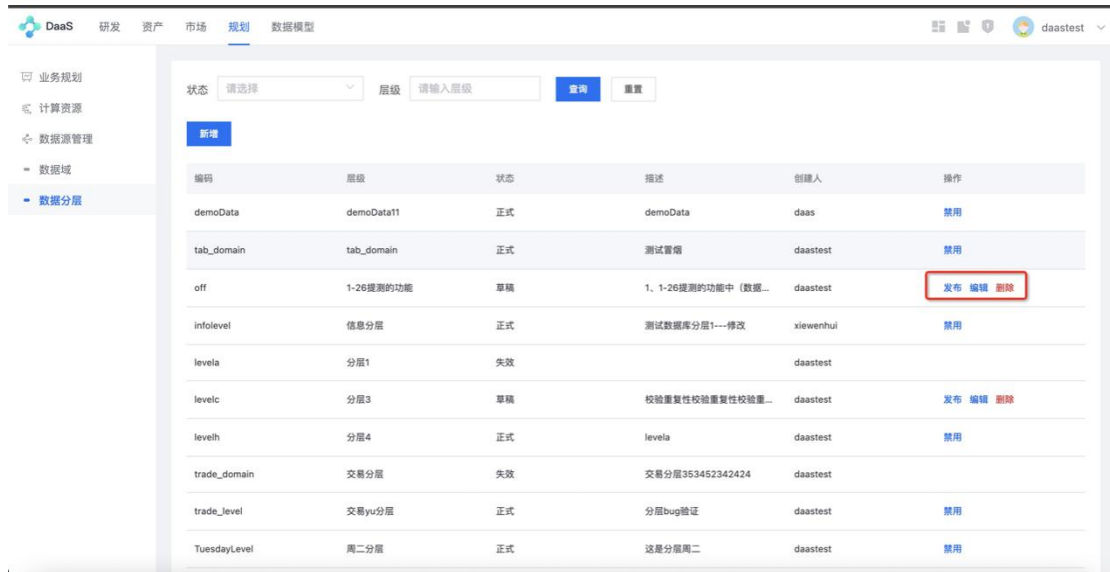 DaaS 研发 资产 市场 规划 数据模型 daastest
业务规划
计算资源
数据源管理
数据域
数据分层
状态 请选择 层级 请输入层级 查询 重置
新增
编码 层级 状态 描述 创建人 操作
demoData demoData11 正式 demoData daas 禁用
tab_domain tab_domain 正式 测试冒烟 daastest 禁用
off 1-26提测的功能 草稿 1、1-26提测的功能中（数据... daastest 发布 编辑 删除
infolevel 信息分层 正式 测试数据库分层1---修改 xiewenhui 禁用
levela 分层1 失效 daastest
levelc 分层3 草稿 校验重复性校验重复性校验重... daastest 发布 编辑 删除
levelh 分层4 正式 levela daastest 禁用
trade_domain 交易分层 失效 交易分层353452342424 daastest
trade_level 交易yu分层 正式 分层bug验证 daastest 禁用
TuesdayLevel 周二分层 正式 这是分层周二 daastest 禁用